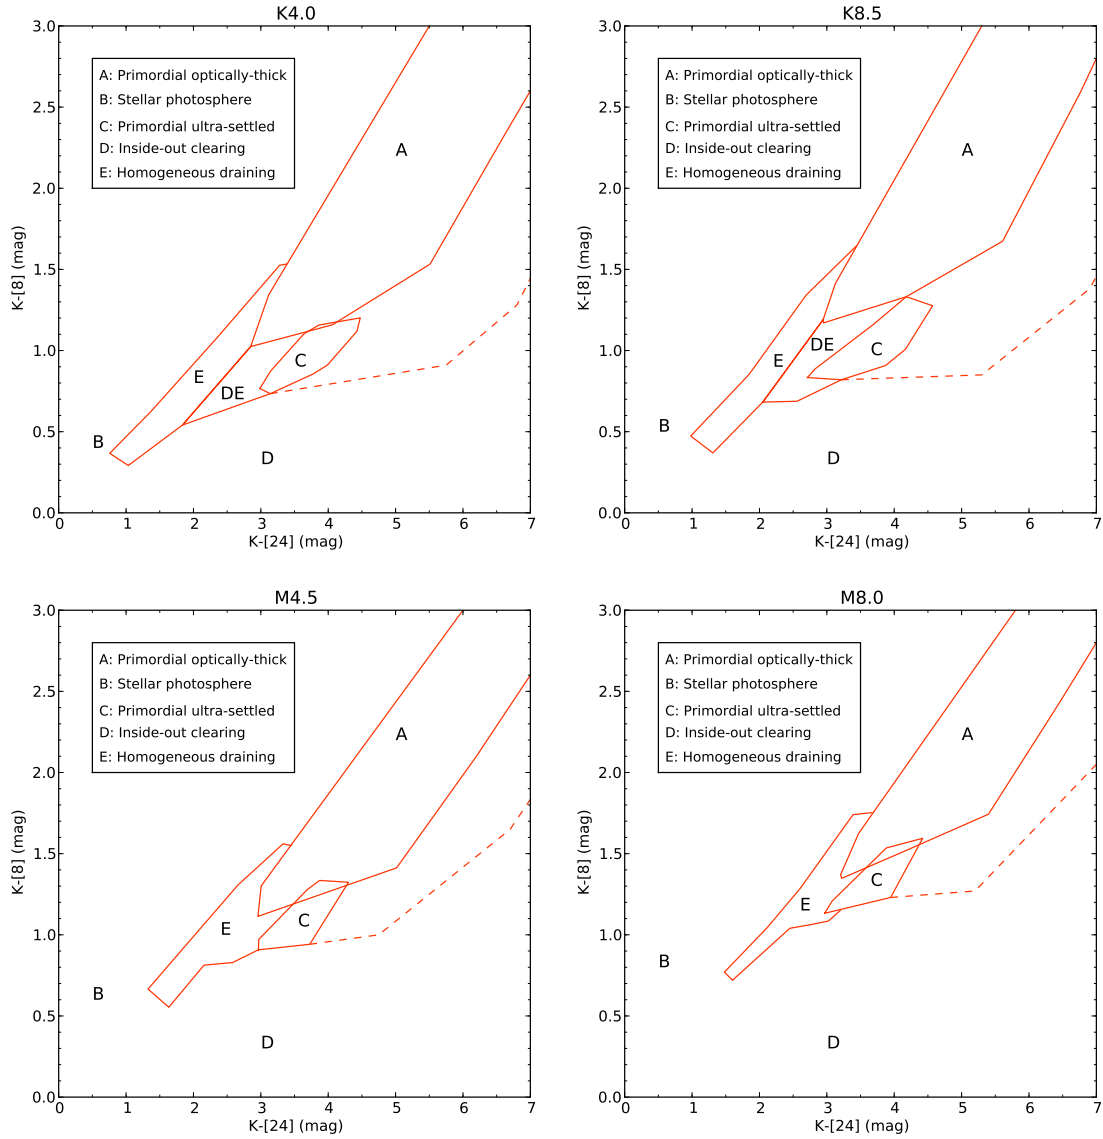 K4.0
3.0
2.5
2.0
1.5
1.0
0.5
0.0
K-[8] (mag)
A: Primordial optically-thick
B: Stellar photosphere
C: Primordial ultra-settled
D: Inside-out clearing
E: Homogeneous draining
A
C
E
DE
B
D
0 1 2 3 4 5 6 7
K-[24] (mag)
K8.5
3.0
2.5
2.0
1.5
1.0
0.5
0.0
K-[8] (mag)
A: Primordial optically-thick
B: Stellar photosphere
C: Primordial ultra-settled
D: Inside-out clearing
E: Homogeneous draining
A
DE
C
E
B
D
0 1 2 3 4 5 6 7
K-[24] (mag)
M4.5
3.0
2.5
2.0
1.5
1.0
0.5
0.0
K-[8] (mag)
A: Primordial optically-thick
B: Stellar photosphere
C: Primordial ultra-settled
D: Inside-out clearing
E: Homogeneous draining
A
C
E
B
D
0 1 2 3 4 5 6 7
K-[24] (mag)
M8.0
3.0
2.5
2.0
1.5
1.0
0.5
0.0
K-[8] (mag)
A: Primordial optically-thick
B: Stellar photosphere
C: Primordial ultra-settled
D: Inside-out clearing
E: Homogeneous draining
A
C
E
B
D
0 1 2 3 4 5 6 7
K-[24] (mag)